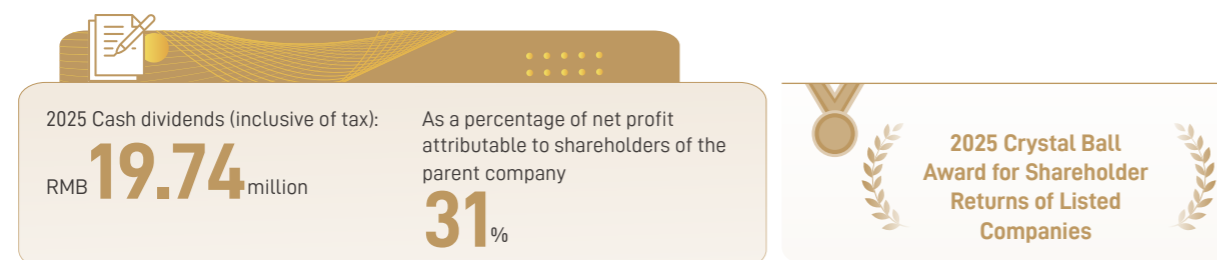 2025 Cash dividends (inclusive of tax):
RMB 19.74 million
As a percentage of net profit
attributable to shareholders of the
parent company
31%
2025 Crystal Ball
Award for Shareholder
Returns of Listed
Companies